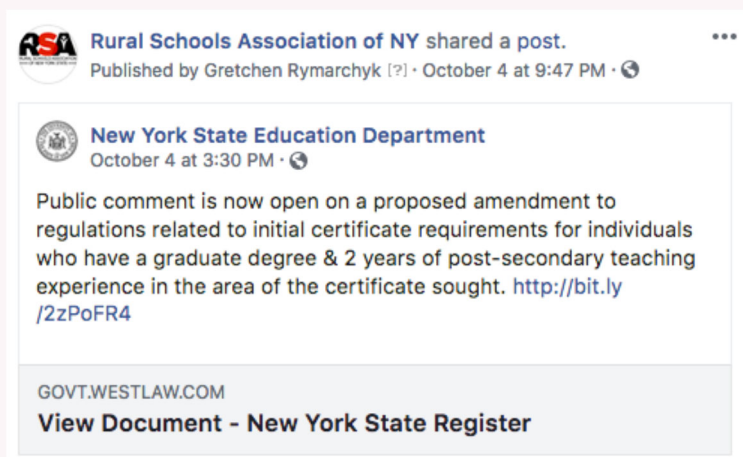 RSA
Rural Schools Association of NY shared a post.
Published by Gretchen Rymarchyk [?] · October 4 at 9:47 PM ·
New York State Education Department
October 4 at 3:30 PM ·
Public comment is now open on a proposed amendment to
regulations related to initial certificate requirements for individuals
who have a graduate degree & 2 years of post-secondary teaching
experience in the area of the certificate sought. http://bit.ly
/2zPoFR4
GOVT.WESTLAW.COM
View Document - New York State Register